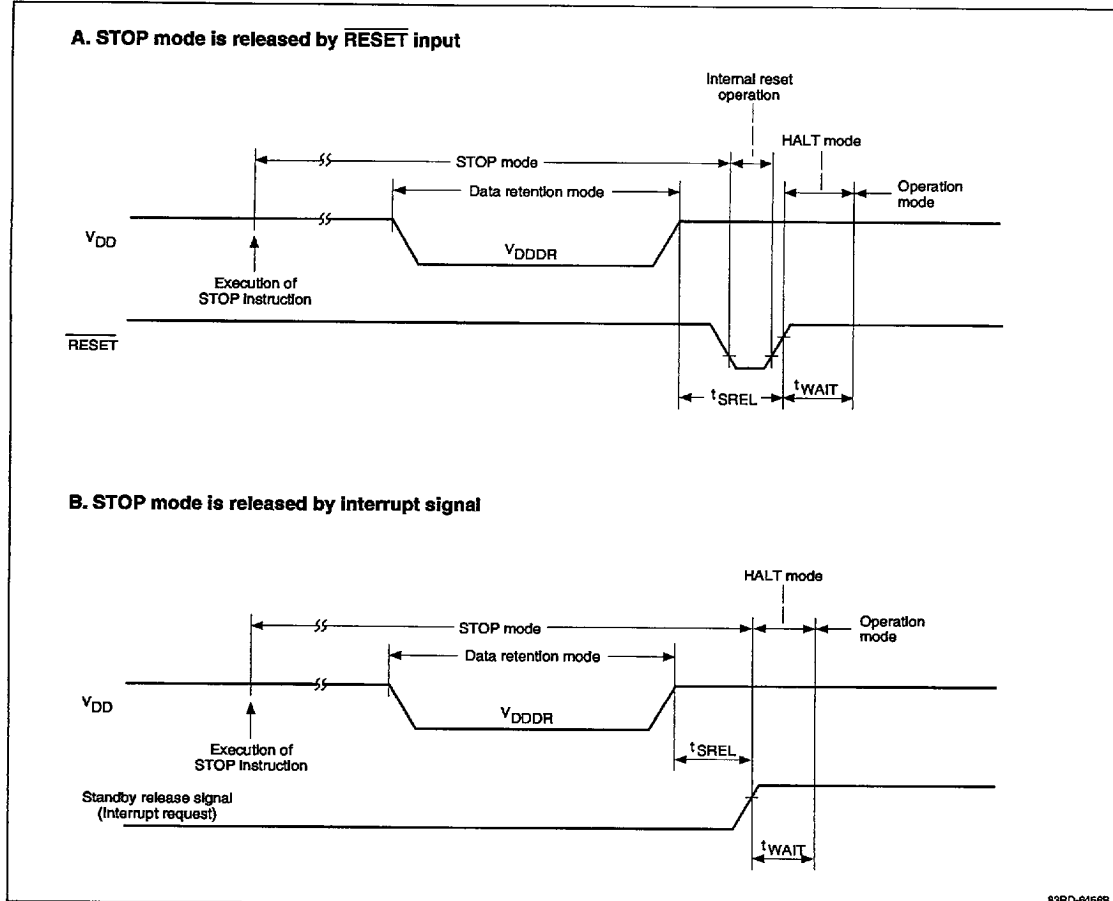 A. STOP mode is released by RESET input
Internal reset
operation
HALT mode
STOP mode
Operation
mode
Data retention mode
VDD
VDDDR
Execution of
STOP Instruction
RESET
tSREL
tWAIT
B. STOP mode is released by interrupt signal
HALT mode
STOP mode
Operation
mode
Data retention mode
VDD
VDDDR
Execution of
STOP Instruction
tSREL
Standby release signal
(Interrupt request)
tWAIT